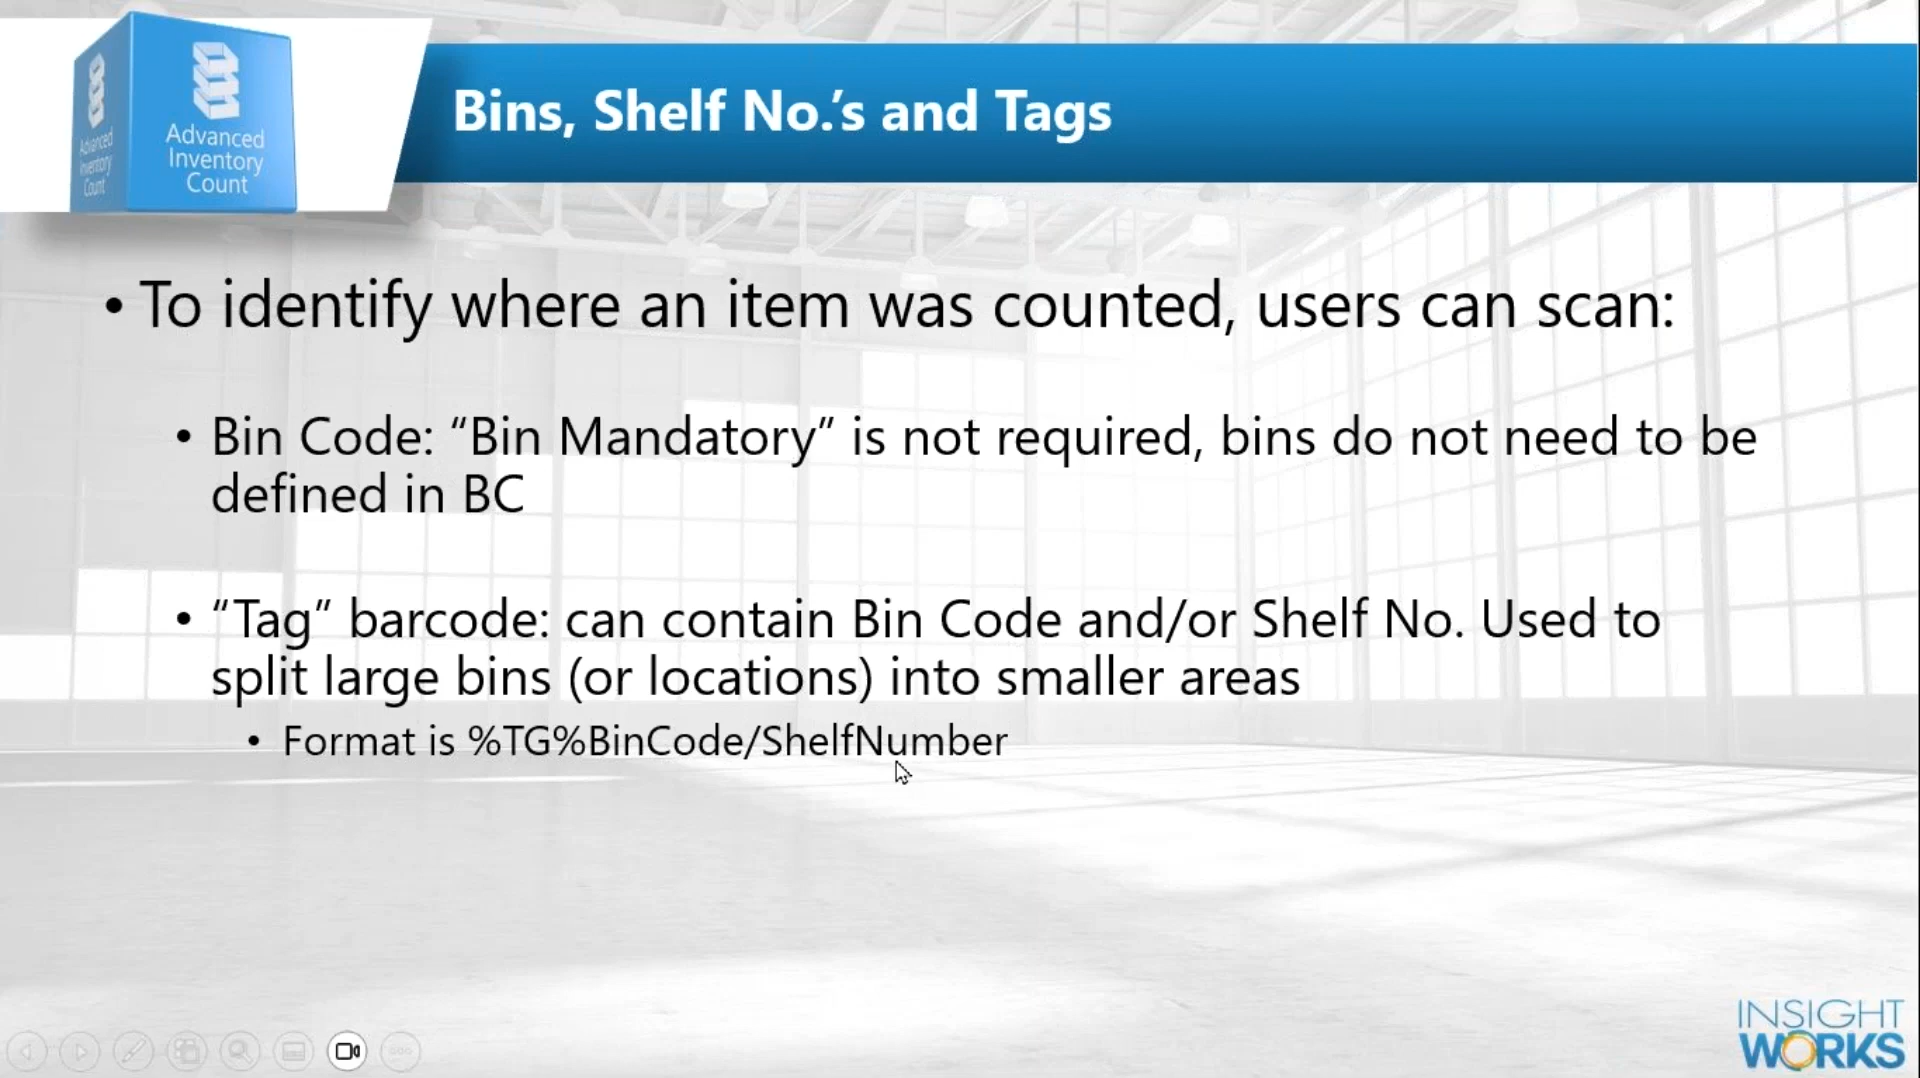 Advanced
Inventory
Count
Advanced
Inventory
Count
Bins, Shelf No.'s and Tags
• To identify where an item was counted, users can scan:
• Bin Code: “Bin Mandatory” is not required, bins do not need to be
defined in BC
• “Tag” barcode: can contain Bin Code and/or Shelf No. Used to
split large bins (or locations) into smaller areas
• Format is %TG%BinCode/ShelfNumber
INSIGHT
WORKS